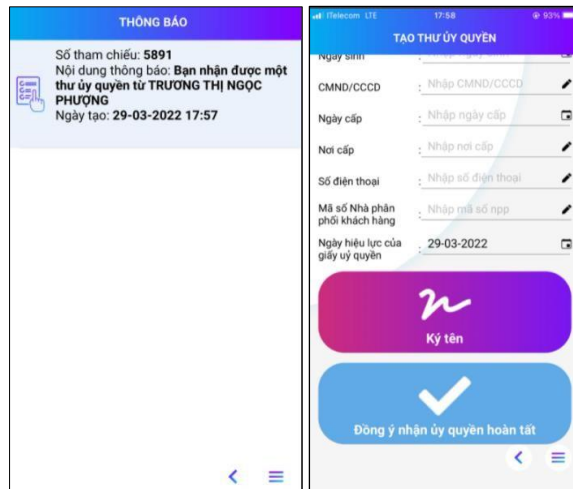 THÔNG BÁO
Số tham chiếu: 5891
Nội dung thông báo: Bạn nhận được một
thư ủy quyền từ TRƯƠNG THỊ NGỌC
PHƯỢNG
Ngày tạo: 29-03-2022 17:57
ITelecom LTE 17:58 93%
TẠO THƯ ỦY QUYỀN
Ngày sinh :
CMND/CCCD : Nhập CMND/CCCD
Ngày cấp : Nhập ngày cấp
Nơi cấp : Nhập nơi cấp
Số điện thoại : Nhập số điện thoại
Mã số Nhà phân : Nhập mã số npp
phối khách hàng
Ngày hiệu lực của : 29-03-2022
giấy uỷ quyền
Ký tên
Đồng ý nhận ủy quyền hoàn tất